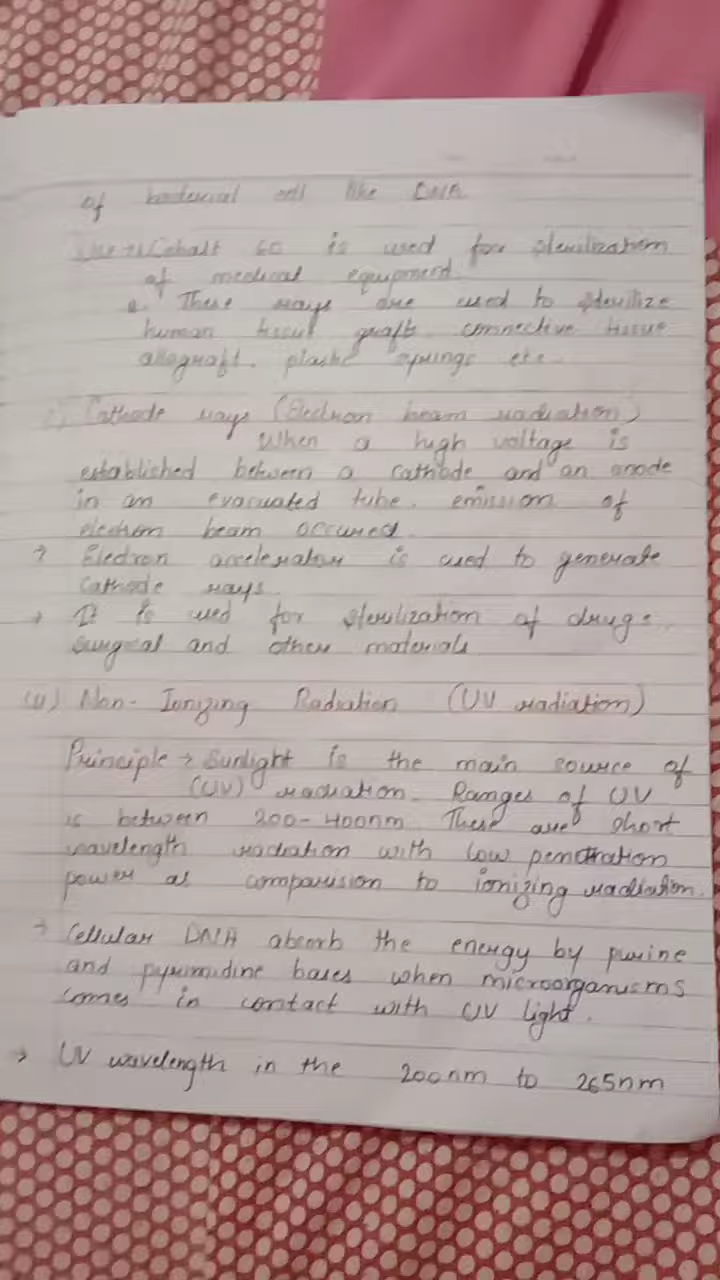 of bacterial cell like DNA
Use → Cobalt 60 is used for sterilization
of medical equipment
2. These rays are used to sterilize
human tissue grafts. connective tissue
allograft. plastic syrings etc.
Cathode rays (Electron beam radiation)
When a high voltage is
established between a cathode and an anode
in an evacuated tube. emission of
electron beam occured.
→ Electron accelerator is used to generate
cathode rays.
→ It is used for sterilization of drugs.
surgical and other materials
(ii) Non-Ionizing Radiation (UV radiation)
Principle → Sunlight is the main source of
(UV) radiation. Ranges of UV
is between 200-400nm These are short
wavelength radiation with low penetration
power as comparision to ionizing radiation.
→ Cellular DNA absorb the energy by purine
and pyrimidine bases when microorganisms
comes in contact with UV light.
→ UV wavelength in the 200nm to 265nm